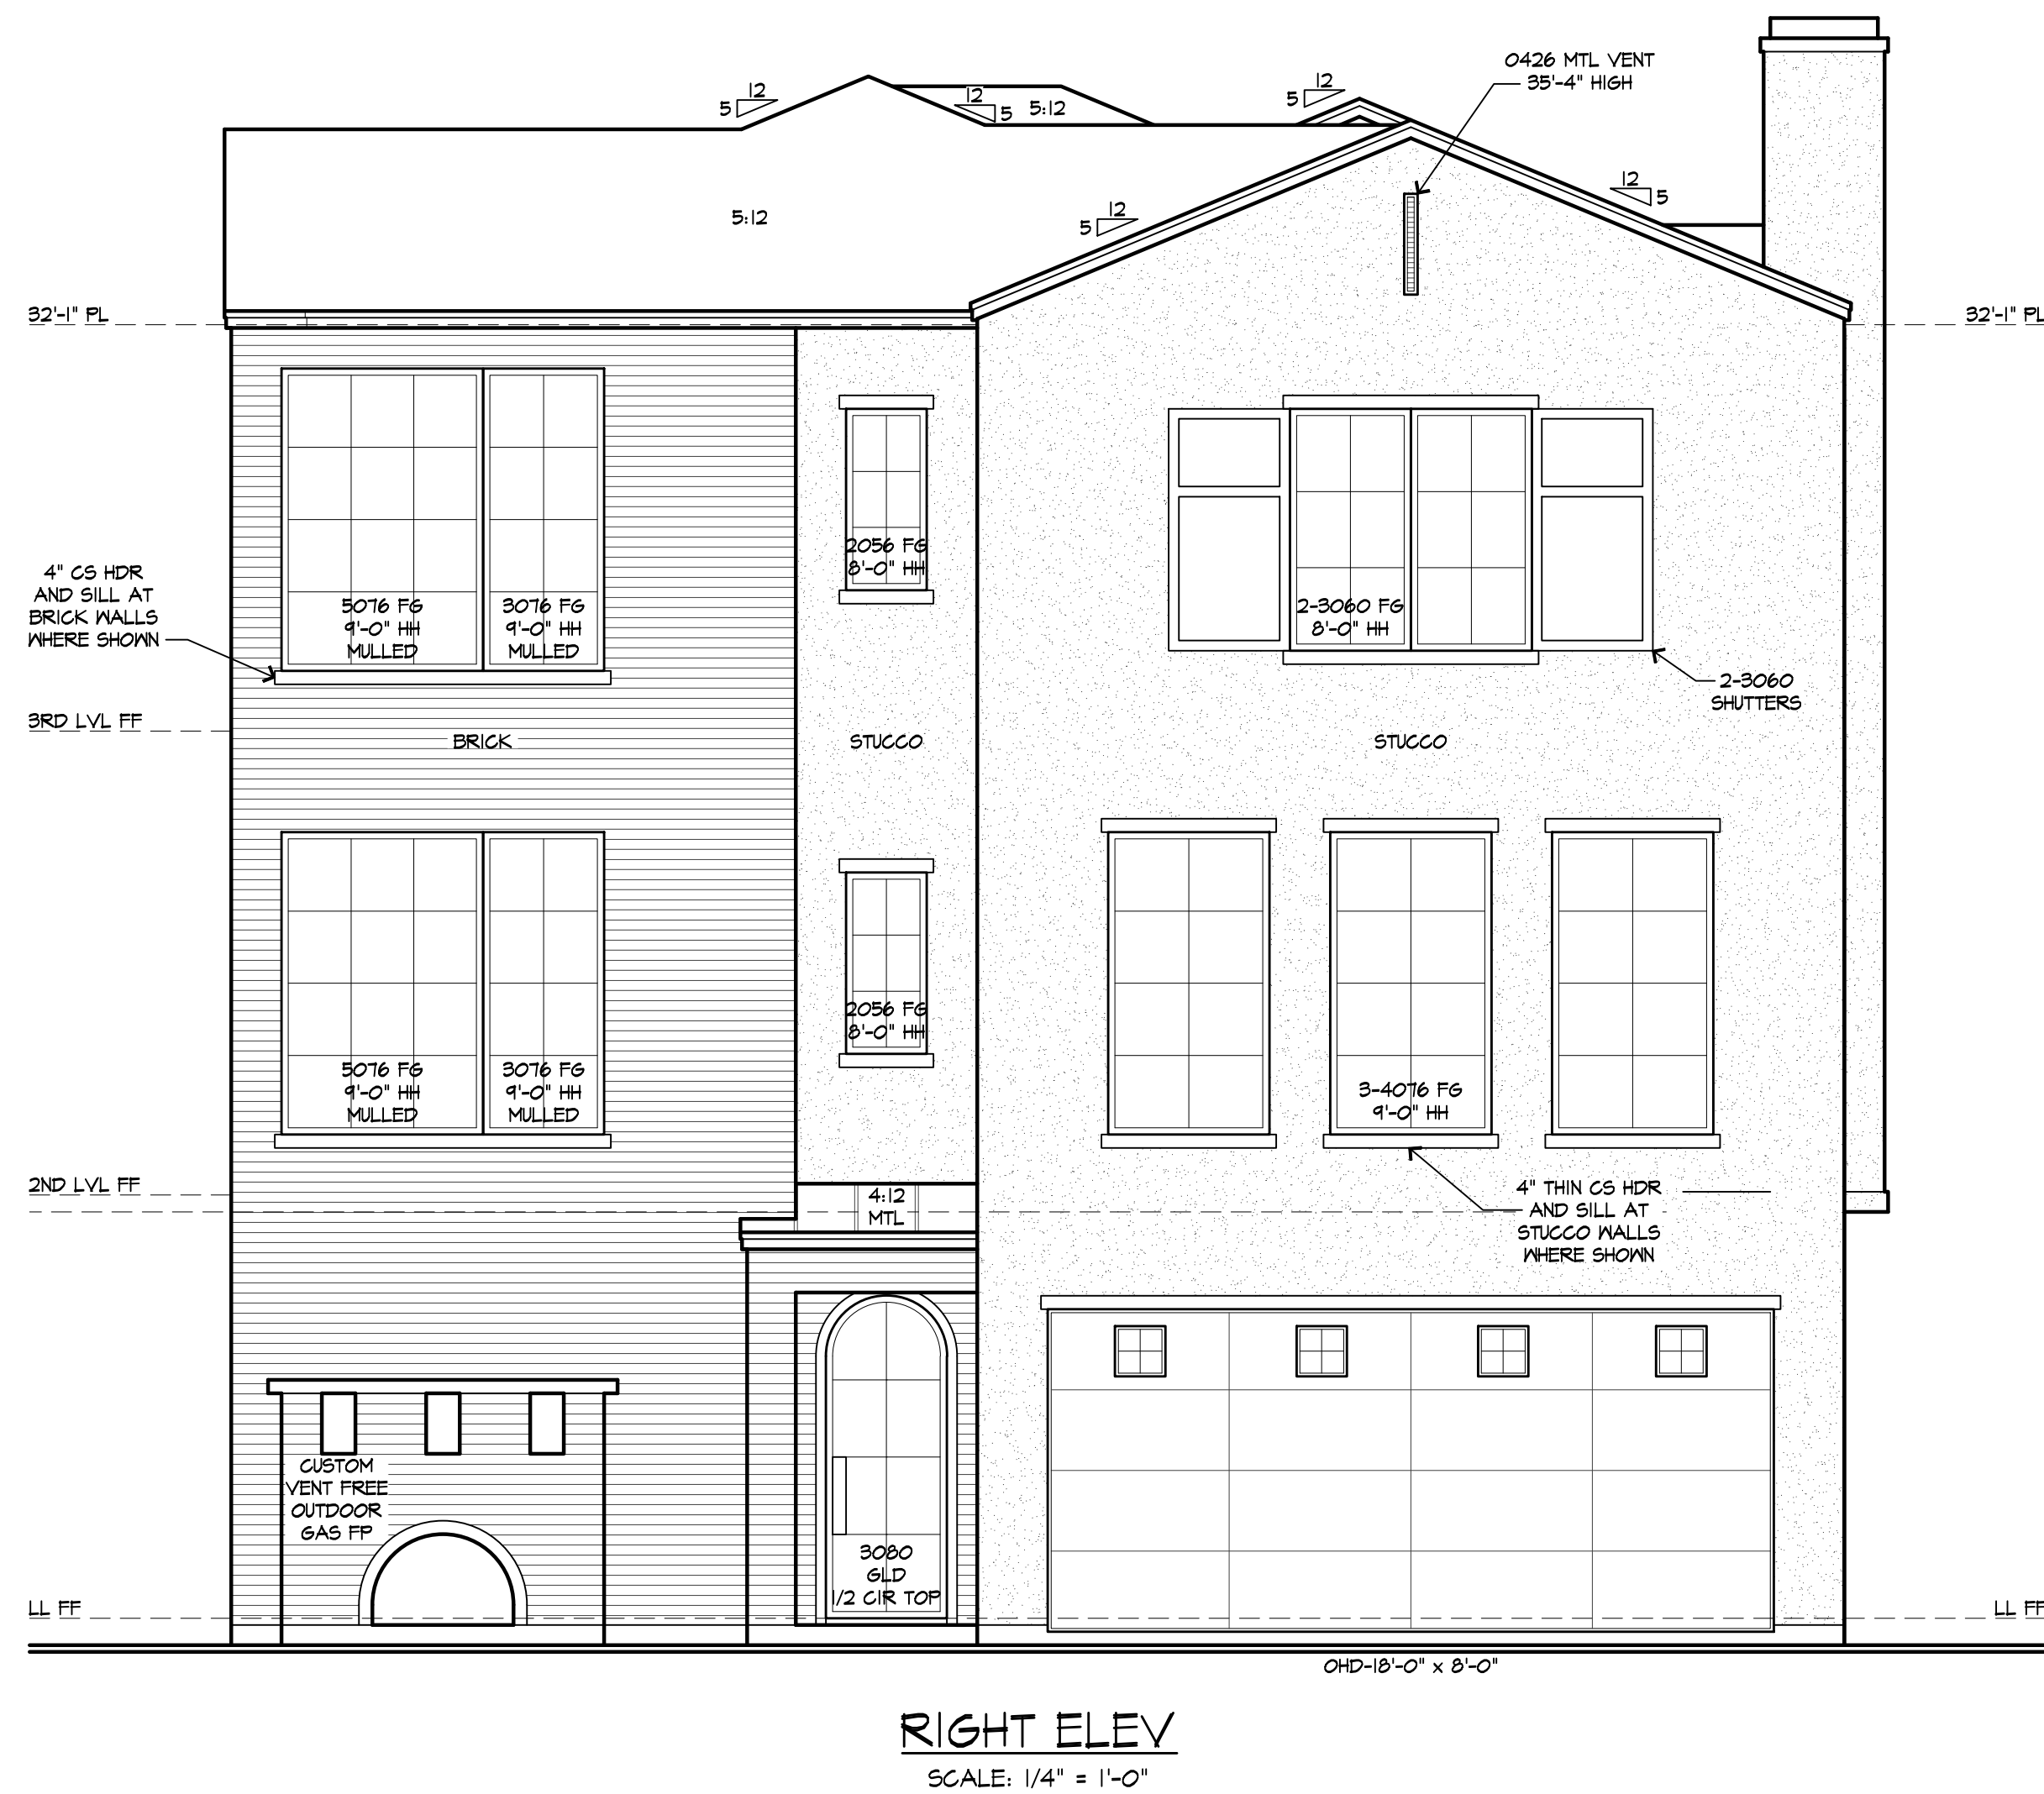 0426 MTL VENT
35'-4" HIGH
12
5
12
5
5:12
12
5
12
5
12
5
5:12
32'-1" PL
32'-1" PL
4" CS HDR
AND SILL AT
BRICK WALLS
WHERE SHOWN
5076 FG
9'-0" HH
MULLED
3076 FG
9'-0" HH
MULLED
2056 FG
8'-0" HH
2-3060 FG
8'-0" HH
2-3060
SHUTTERS
3RD LVL FF
BRICK
STUCCO
STUCCO
5076 FG
9'-0" HH
MULLED
3076 FG
9'-0" HH
MULLED
2056 FG
8'-0" HH
3-4076 FG
9'-0" HH
2ND LVL FF
4:12
MTL
4" THIN CS HDR
AND SILL AT
STUCCO WALLS
WHERE SHOWN
CUSTOM
VENT FREE
OUTDOOR
GAS FP
3080
GLD
1/2 CIR TOP
LL FF
LL FF
OHD-18'-0" x 8'-0"
RIGHT ELEV
SCALE: 1/4" = 1'-0"